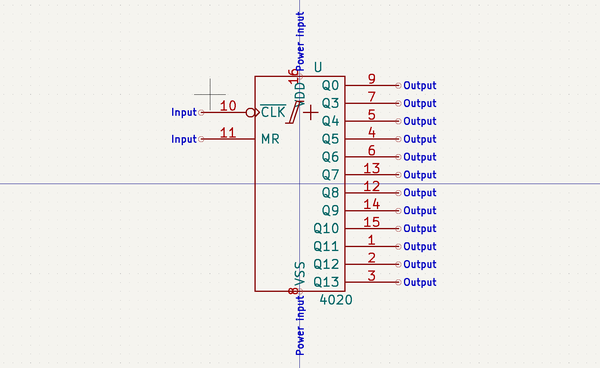 Power input
U
16
VDD
Q0 9 Output
Q3 7 Output
Input 10 CLK Q4 5 Output
Input 11 MR Q5 4 Output
Q6 6 Output
Q7 13 Output
Q8 12 Output
Q9 14 Output
Q10 15 Output
Q11 1 Output
Q12 2 Output
Q13 3 Output
VSS
8
4020
Power input